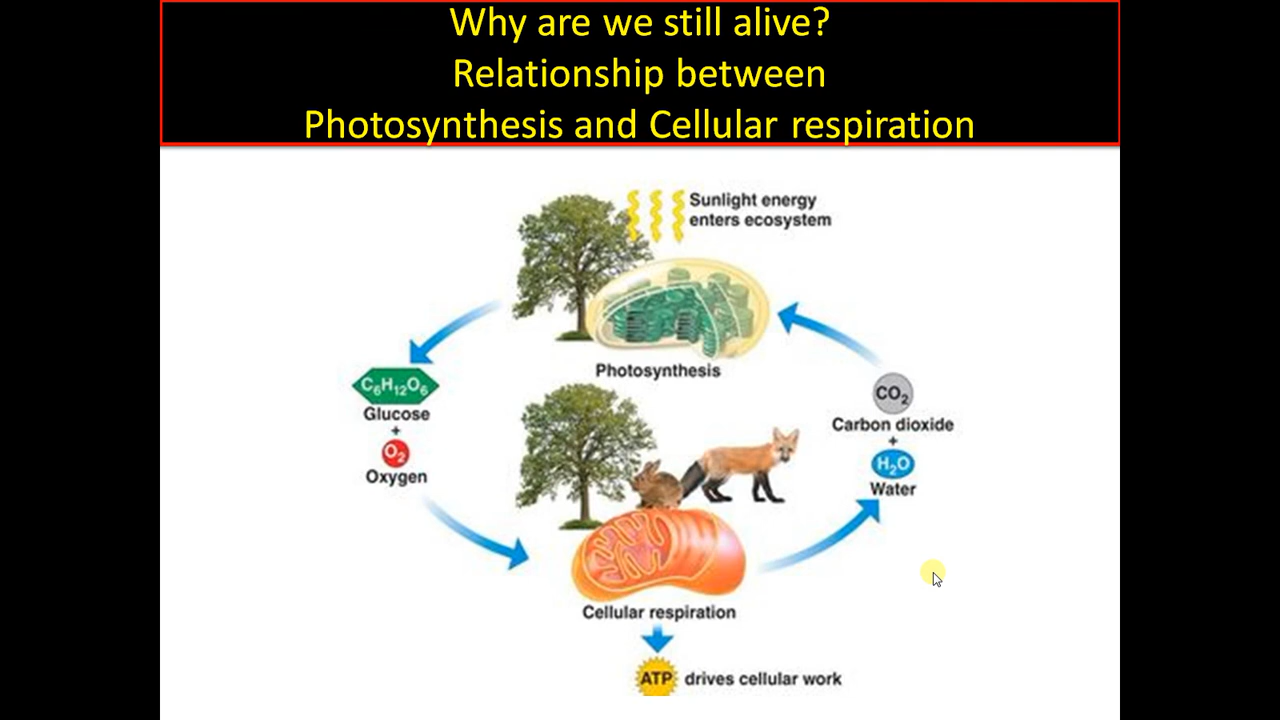 Why are we still alive?
Relationship between
Photosynthesis and Cellular respiration
Sunlight energy
enters ecosystem
Photosynthesis
C₆H₁₂O₆
Glucose
+
O₂
Oxygen
CO₂
Carbon dioxide
+
H₂O
Water
Cellular respiration
ATP drives cellular work